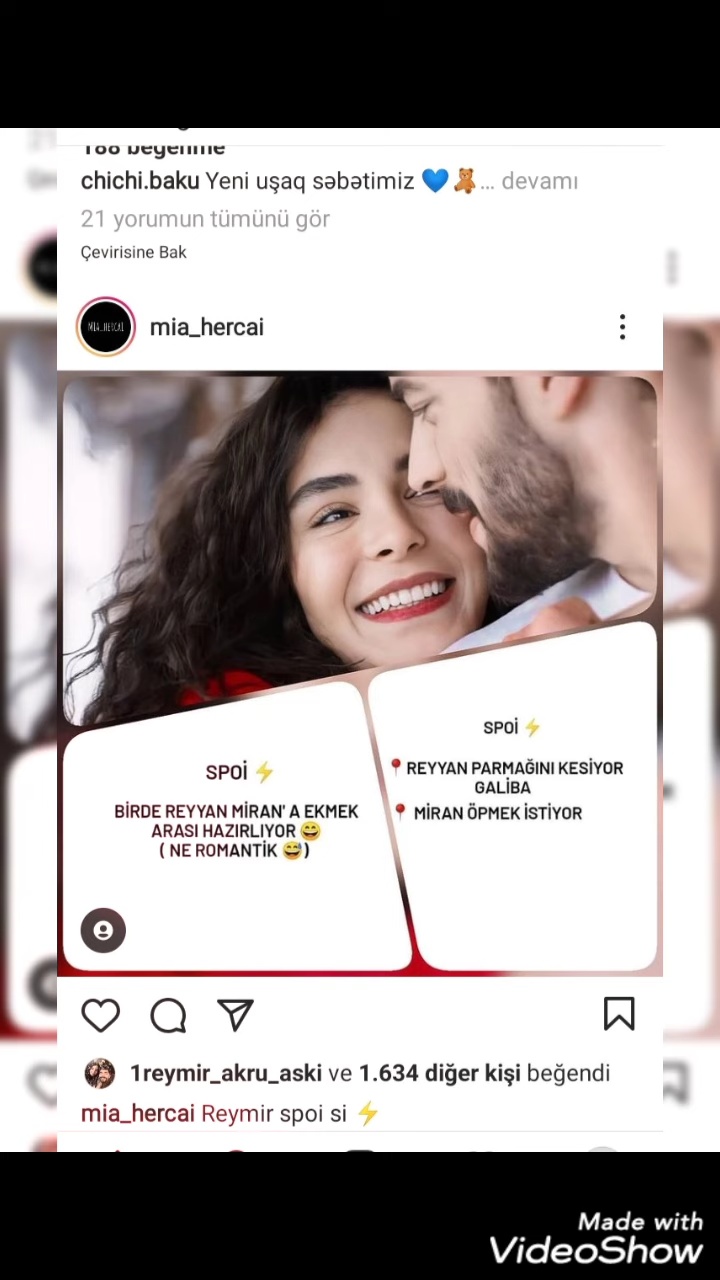 188 beğenme
chichi.baku Yeni uşaq səbətimiz 💙🧸... devamı
21 yorumun tümünü gör
Çevirisine Bak
MIA_HERCAI
mia_hercai
SPOİ ⚡
BİRDE REYYAN MİRAN' A EKMEK
ARASI HAZIRLIYOR 😄
( NE ROMANTİK 😅)
SPOİ ⚡
📍 REYYAN PARMAĞINI KESİYOR
GALİBA
📍 MİRAN ÖPMEK İSTİYOR
1reymir_akru_aski ve 1.634 diğer kişi beğendi
mia_hercai Reymir spoi si ⚡
Made with
VideoShow